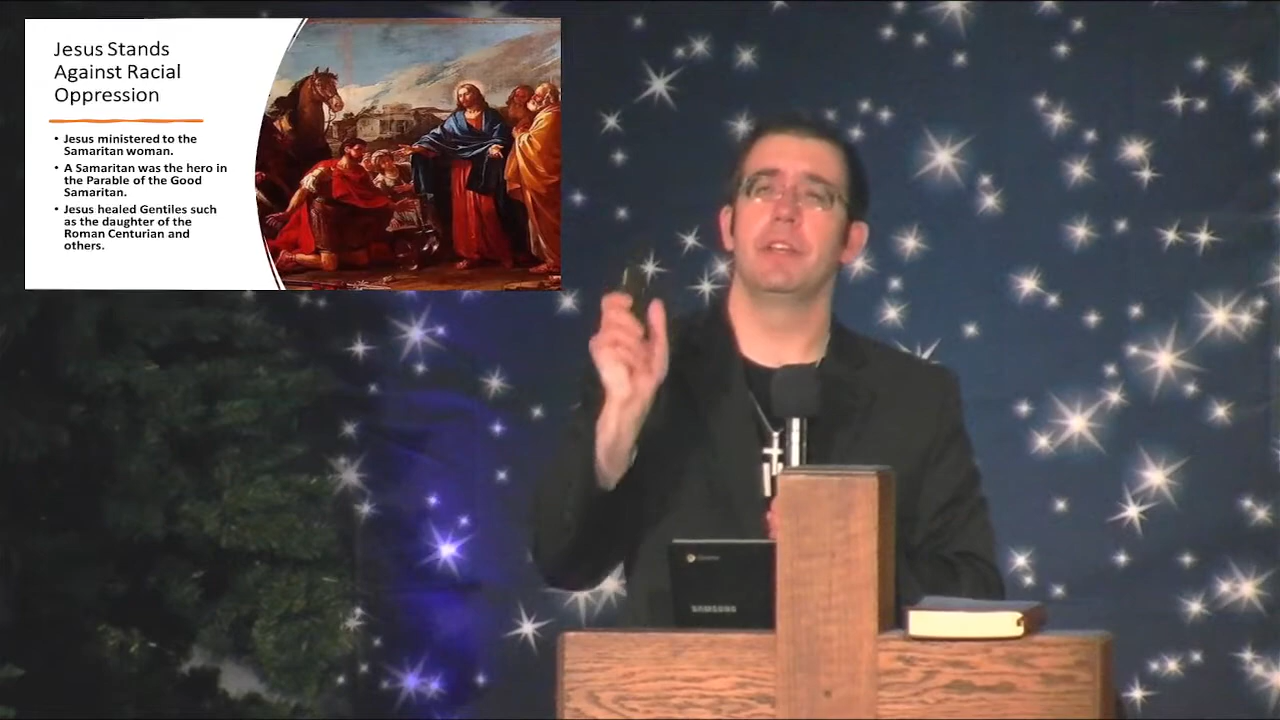 Jesus Stands
Against Racial
Oppression
• Jesus ministered to the
Samaritan woman.
• A Samaritan was the hero in
the Parable of the Good
Samaritan.
• Jesus healed Gentiles such
as the daughter of the
Roman Centurian and
others.
SAMSUNG